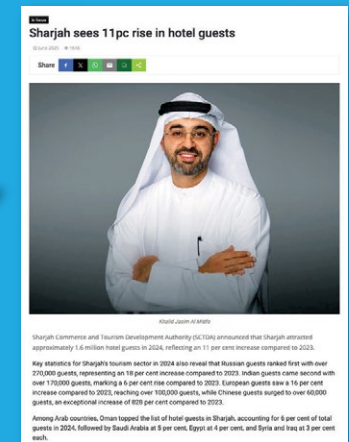 In Focus
Sharjah sees 11pc rise in hotel guests
Share
Khalid Jasim Al Midfa
Sharjah Commerce and Tourism Development Authority (SCTDA) announced that Sharjah attracted
approximately 1.6 million hotel guests in 2024, reflecting an 11 per cent increase compared to 2023.
Key statistics for Sharjah's tourism sector in 2024 also reveal that Russian guests ranked first with over
270,000 guests, representing an 18 per cent increase compared to 2023. Indian guests came second with
over 170,000 guests, marking a 6 per cent rise compared to 2023. European guests saw a 16 per cent
increase compared to 2023, reaching over 100,000 guests, while Chinese guests surged to over 60,000
guests, an exceptional increase of 828 per cent compared to 2023.
Among Arab countries, Oman topped the list of hotel guests in Sharjah, accounting for 6 per cent of total
guests in 2024, followed by Saudi Arabia at 5 per cent, Egypt at 4 per cent, and Syria and Iraq at 3 per cent
each.